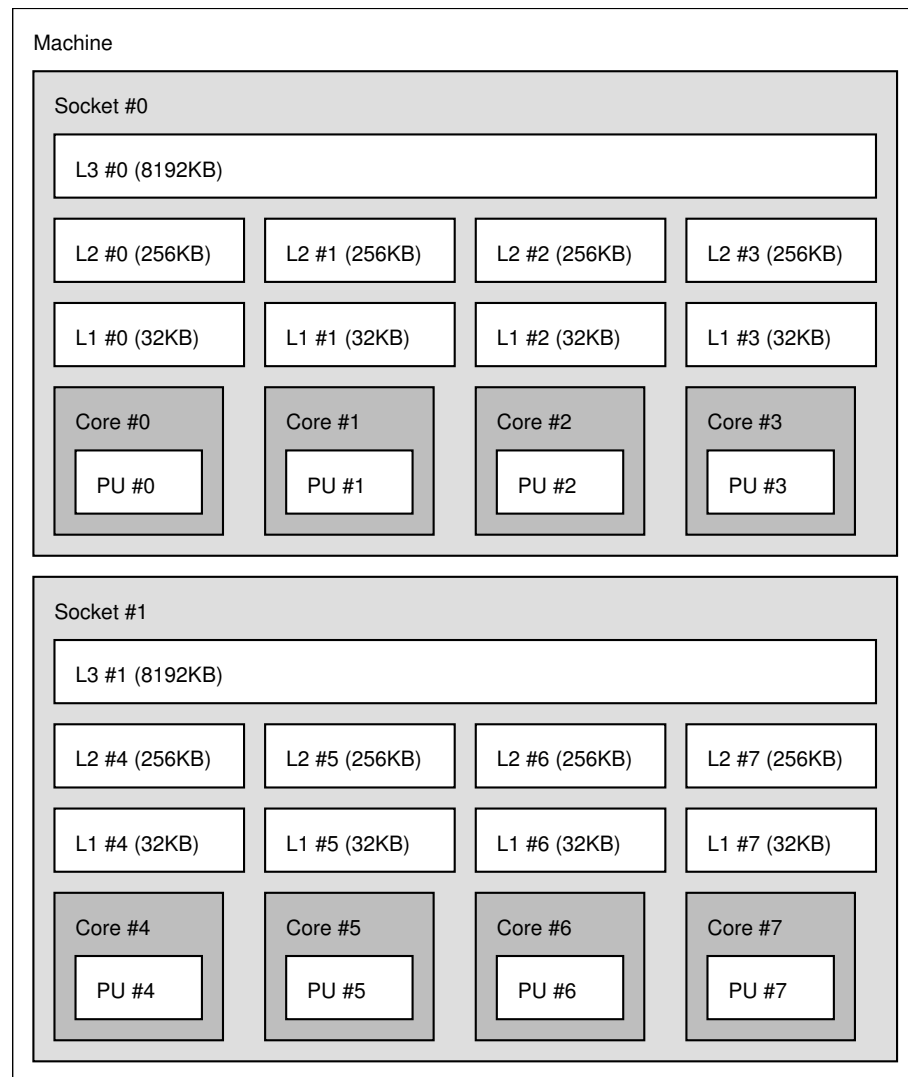 Machine
Socket #0
L3 #0 (8192KB)
L2 #0 (256KB) L2 #1 (256KB) L2 #2 (256KB) L2 #3 (256KB)
L1 #0 (32KB) L1 #1 (32KB) L1 #2 (32KB) L1 #3 (32KB)
Core #0 Core #1 Core #2 Core #3
PU #0 PU #1 PU #2 PU #3
Socket #1
L3 #1 (8192KB)
L2 #4 (256KB) L2 #5 (256KB) L2 #6 (256KB) L2 #7 (256KB)
L1 #4 (32KB) L1 #5 (32KB) L1 #6 (32KB) L1 #7 (32KB)
Core #4 Core #5 Core #6 Core #7
PU #4 PU #5 PU #6 PU #7